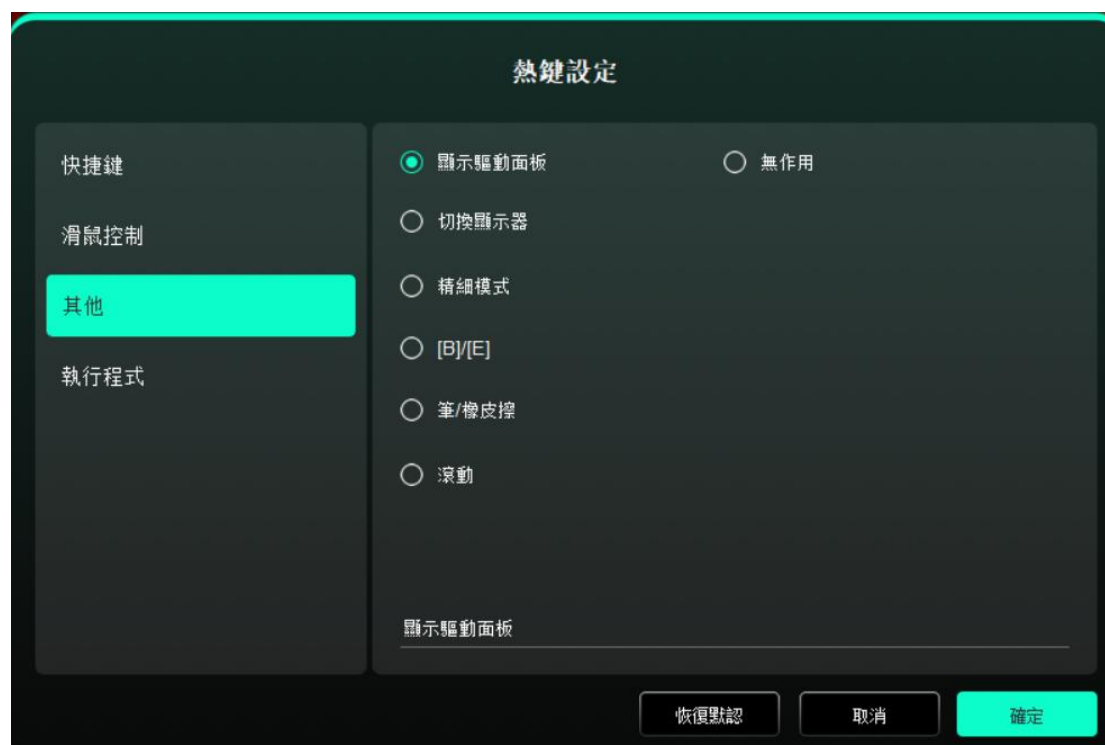 熱鍵設定
快捷鍵
滑鼠控制
其他
執行程式
顯示驅動面板
無作用
切換顯示器
精細模式
[B]/[E]
筆/橡皮擦
滾動
顯示驅動面板
恢復默認
取消
確定